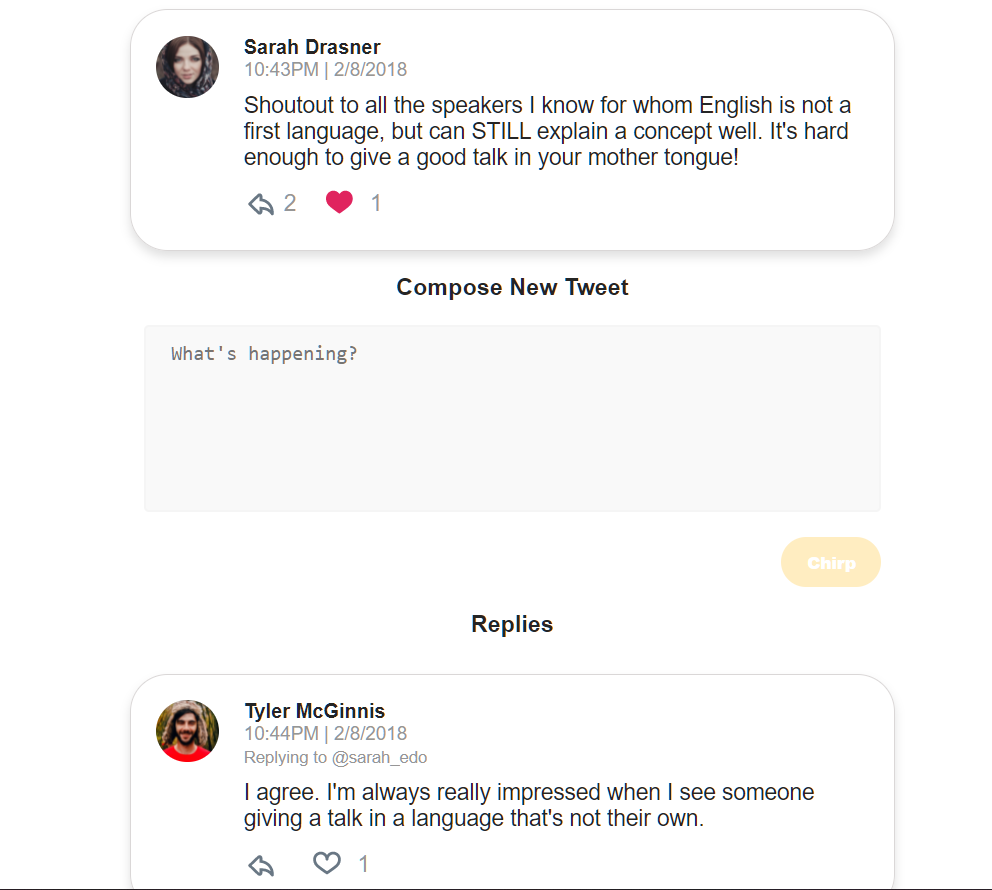 Sarah Drasner
10:43PM | 2/8/2018
Shoutout to all the speakers I know for whom English is not a
first language, but can STILL explain a concept well. It's hard
enough to give a good talk in your mother tongue!
2 1
Compose New Tweet
What's happening?
Chirp
Replies
Tyler McGinnis
10:44PM | 2/8/2018
Replying to @sarah_edo
I agree. I'm always really impressed when I see someone
giving a talk in a language that's not their own.
1